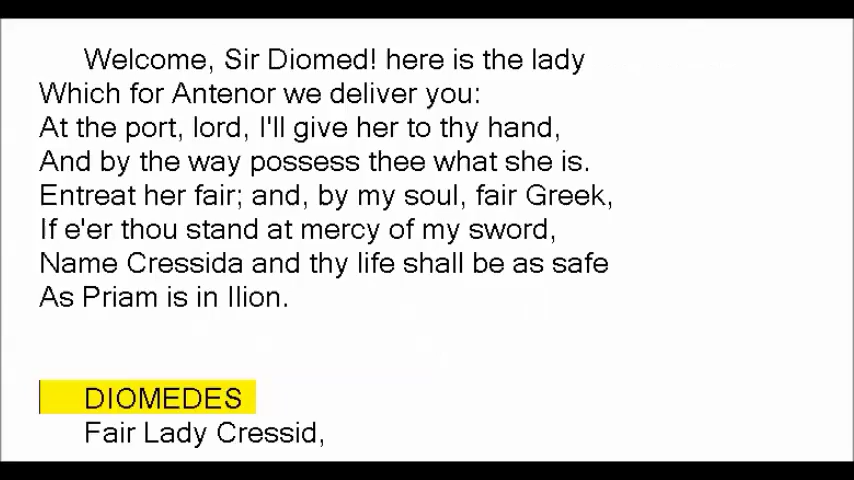 Welcome, Sir Diomed! here is the lady
Which for Antenor we deliver you:
At the port, lord, I'll give her to thy hand,
And by the way possess thee what she is.
Entreat her fair; and, by my soul, fair Greek,
If e'er thou stand at mercy of my sword,
Name Cressida and thy life shall be as safe
As Priam is in Ilion.
DIOMEDES
Fair Lady Cressid,